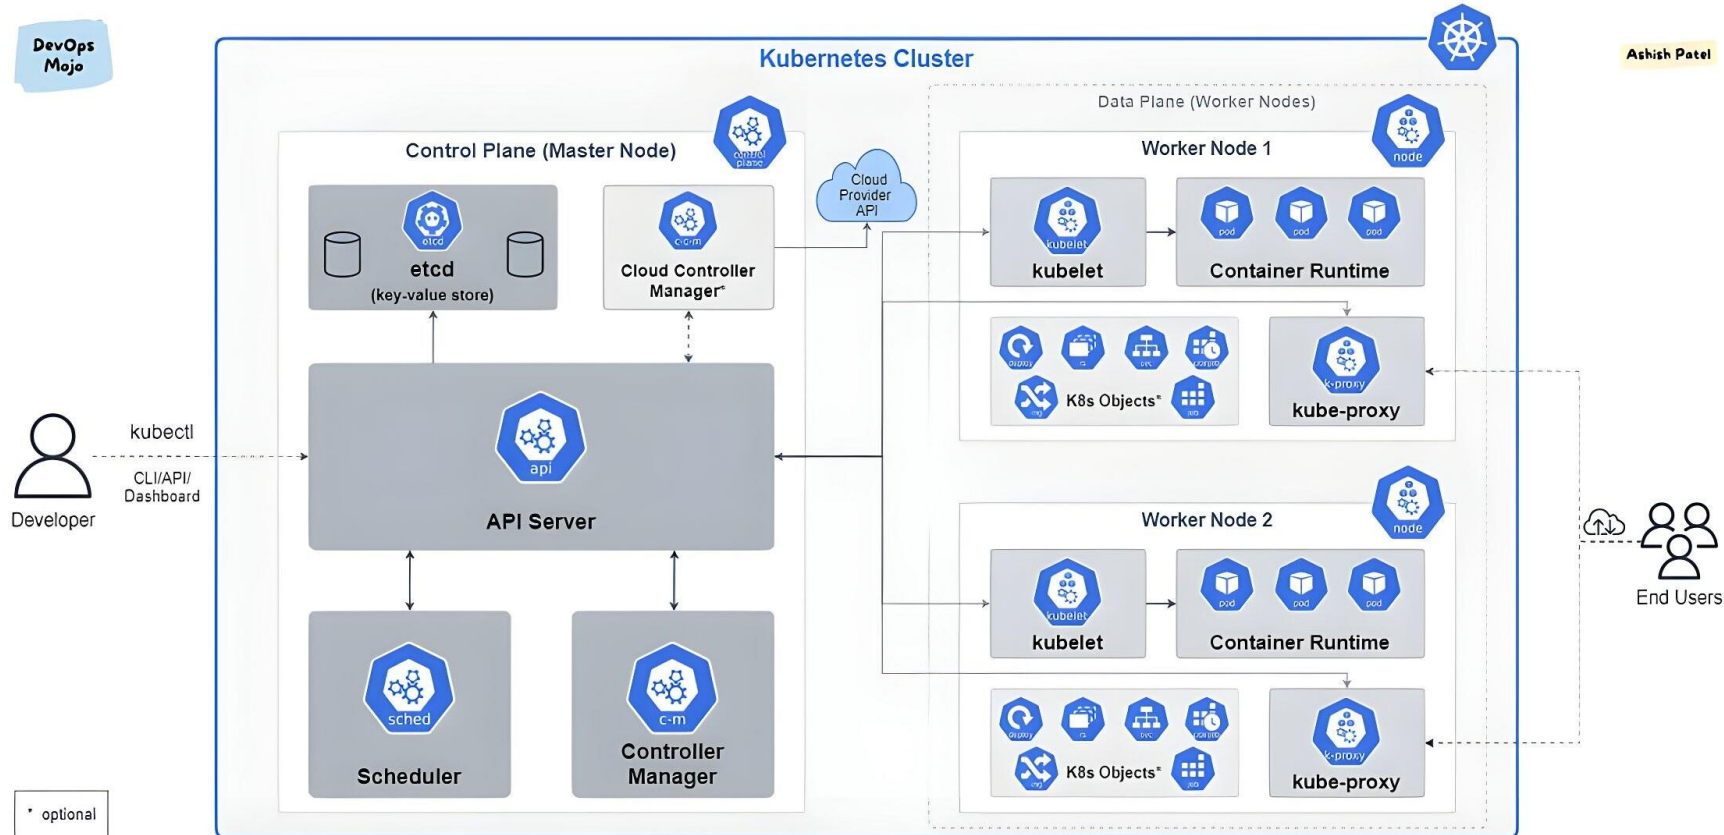 DevOps
Mojo
Kubernetes Cluster
Ashish Patel
Control Plane (Master Node)
control
plane
etcd
etcd
(key-value store)
c-c-m
Cloud Controller
Manager*
Cloud
Provider
API
api
API Server
sched
Scheduler
c-m
Controller
Manager
kubectl
CLI/API/
Dashboard
Developer
* optional
Data Plane (Worker Nodes)
Worker Node 1
node
kubelet
kubelet
pod
pod
pod
Container Runtime
K8s Objects*
k-proxy
kube-proxy
Worker Node 2
node
kubelet
kubelet
pod
pod
pod
Container Runtime
K8s Objects*
k-proxy
kube-proxy
End Users